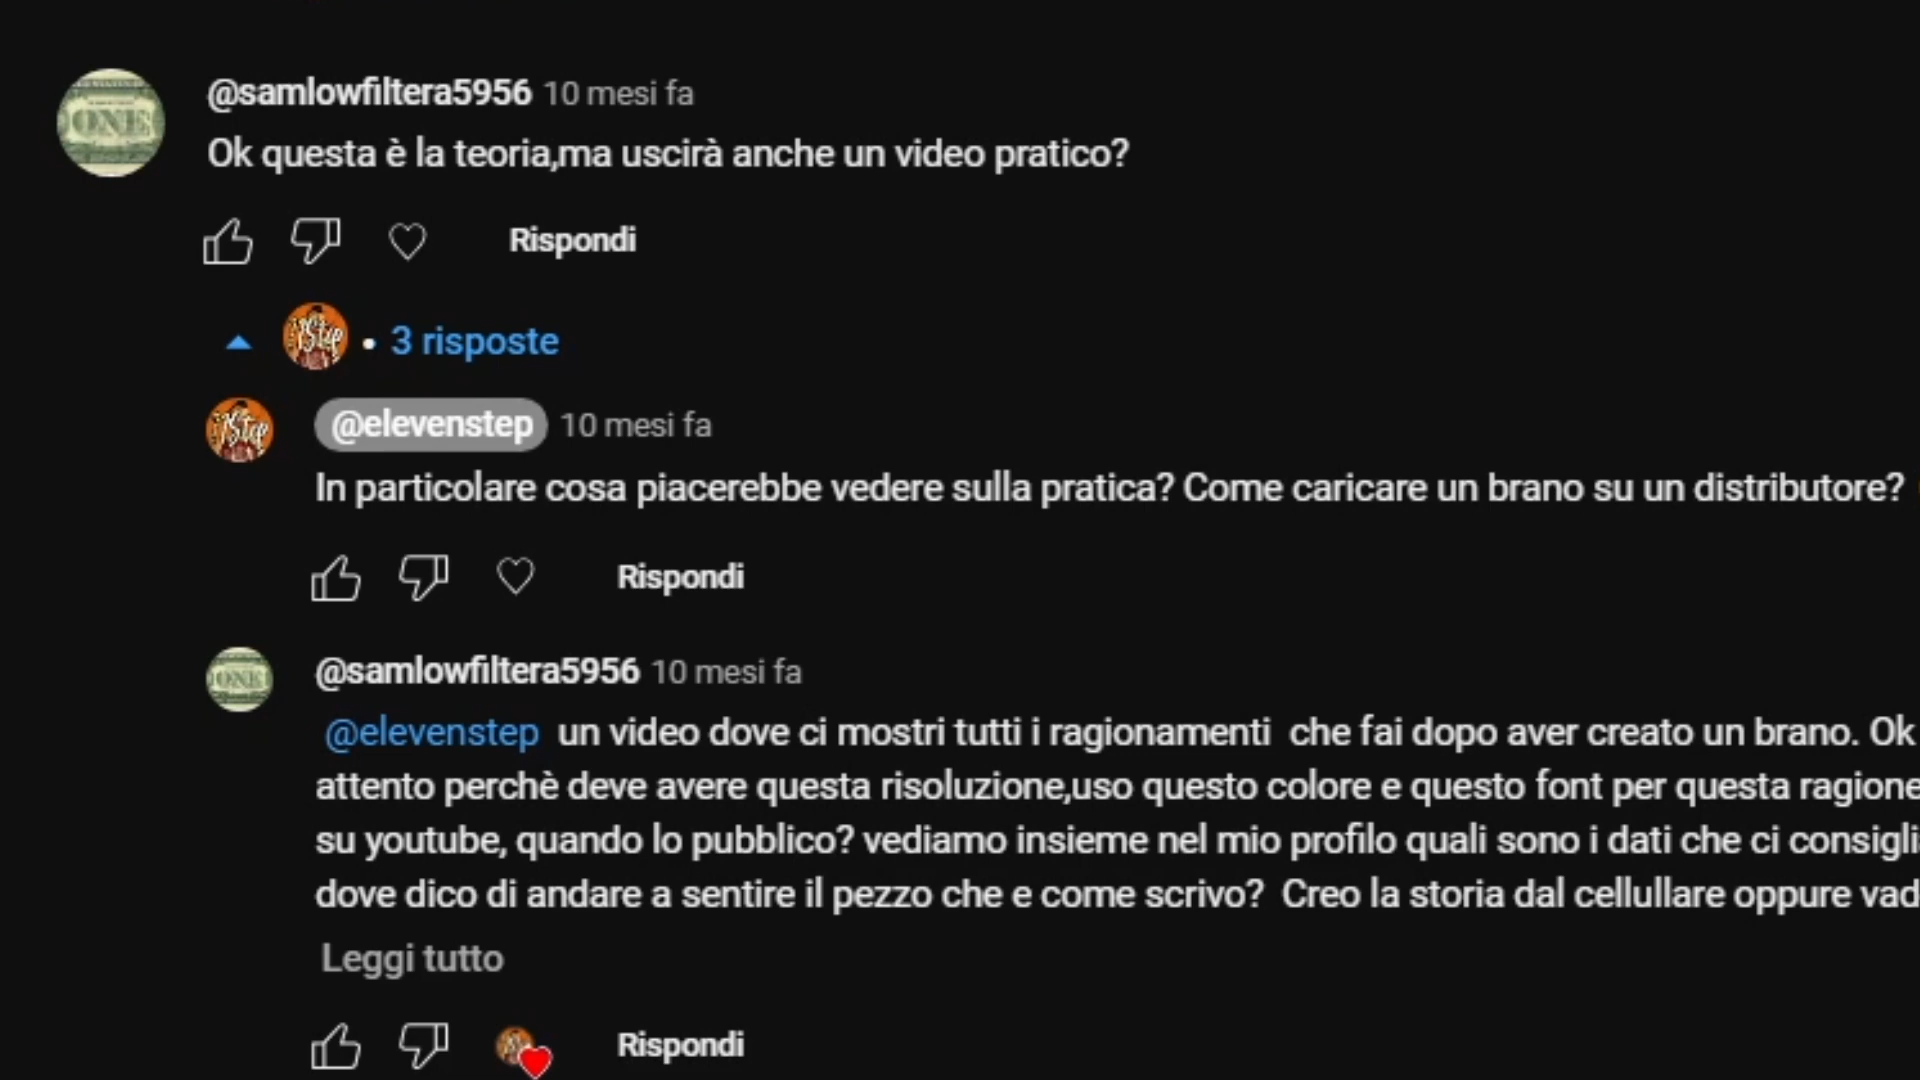 @samlowfiltera5956 10 mesi fa
Ok questa è la teoria,ma uscirà anche un video pratico?
Rispondi
3 risposte
@elevenstep 10 mesi fa
In particolare cosa piacerebbe vedere sulla pratica? Come caricare un brano su un distributore?
Rispondi
@samlowfiltera5956 10 mesi fa
@elevenstep un video dove ci mostri tutti i ragionamenti che fai dopo aver creato un brano. Ok
attento perchè deve avere questa risoluzione,uso questo colore e questo font per questa ragione
su youtube, quando lo pubblico? vediamo insieme nel mio profilo quali sono i dati che ci consigli
dove dico di andare a sentire il pezzo che e come scrivo? Creo la storia dal cellullare oppure vad
Leggi tutto
Rispondi
ONE
ONE